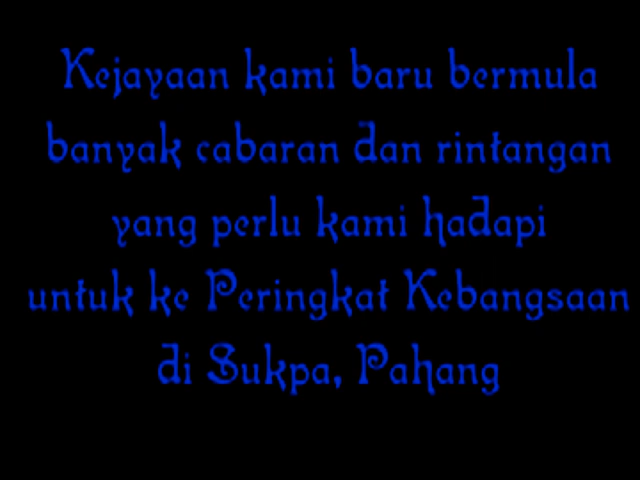 Kejayaan kami baru bermula
banyak cabaran dan rintangan
yang perlu kami hadapi
untuk ke Peringkat Kebangsaan
di Sukpa, Pahang